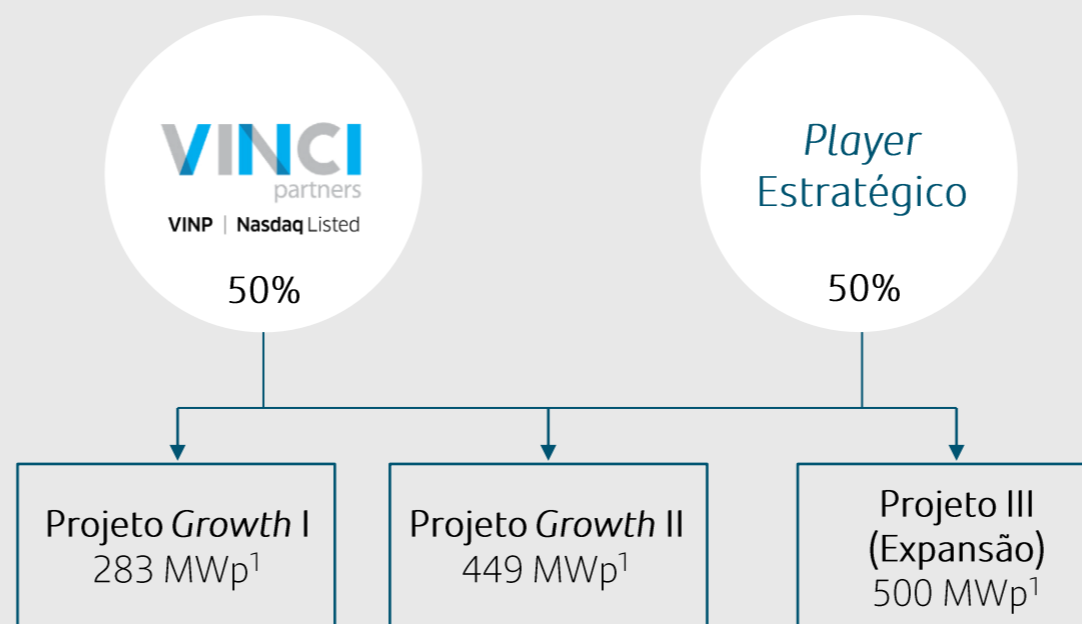 VINCI
partners
VINP | Nasdaq Listed
50%
Player
Estratégico
50%
Projeto Growth I
283 MWp¹
Projeto Growth II
449 MWp¹
Projeto III
(Expansão)
500 MWp¹